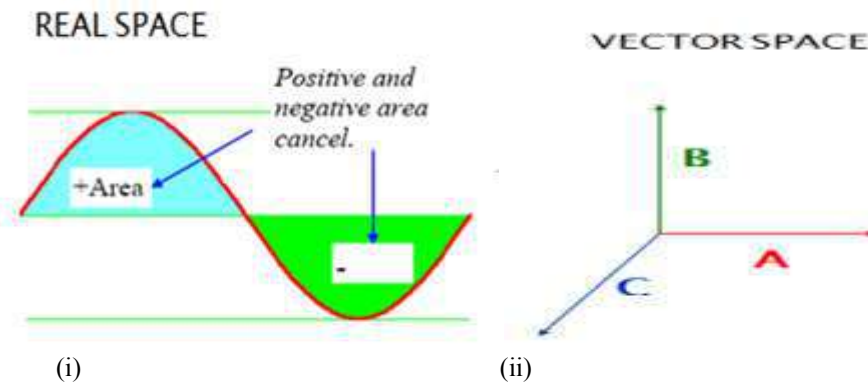 REAL SPACE
VECTOR SPACE
Positive and
negative area
cancel.
+Area
-
B
A
C
(i)
(ii)